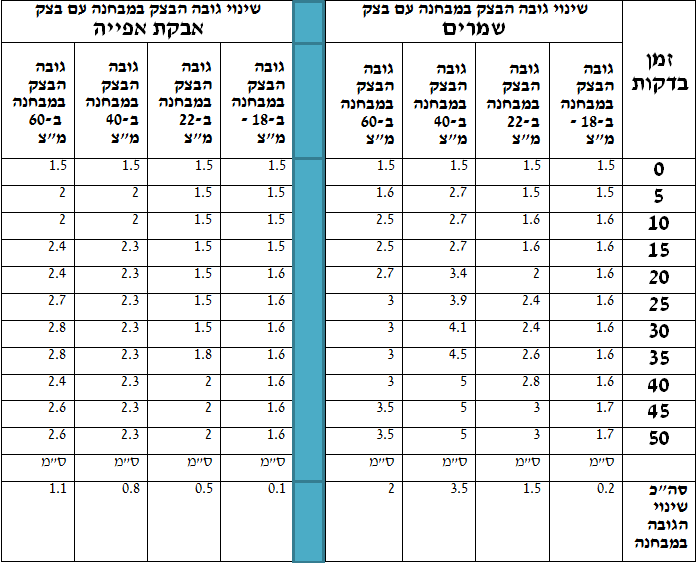 זמן בדקות
שינוי גובה הבצק במבחנה עם בצק
שמרים
שינוי גובה הבצק במבחנה עם בצק
אבקת אפייה
גובה הבצק במבחנה ב-18 - מ״צ
גובה הבצק במבחנה ב-22 מ״צ
גובה הבצק במבחנה ב-40 מ״צ
גובה הבצק במבחנה ב-60 מ״צ
גובה הבצק במבחנה ב-18 - מ״צ
גובה הבצק במבחנה ב-22 מ״צ
גובה הבצק במבחנה ב-40 מ״צ
גובה הבצק במבחנה ב-60 מ״צ
0 1.5 1.5 1.5 1.5 1.5 1.5 1.5 1.5
5 1.5 1.5 2.7 1.6 1.5 1.5 2 2
10 1.6 1.6 2.7 2.5 1.5 1.5 2 2
15 1.6 1.6 2.7 2.5 1.5 1.5 2.3 2.4
20 1.6 2 3.4 2.7 1.6 1.5 2.3 2.4
25 1.6 2.4 3.9 3 1.6 1.5 2.3 2.7
30 1.6 2.4 4.1 3 1.6 1.5 2.3 2.8
35 1.6 2.6 4.5 3 1.6 1.8 2.3 2.8
40 1.6 2.8 5 3 1.6 2 2.3 2.4
45 1.7 3 5 3.5 1.6 2 2.3 2.6
50 1.7 3 5 3.5 1.6 2 2.3 2.6
ס״מ ס״מ ס״מ ס״מ ס״מ ס״מ ס״מ ס״מ
סה״כ שינוי הגובה במבחנה 0.2 1.5 3.5 2 0.1 0.5 0.8 1.1